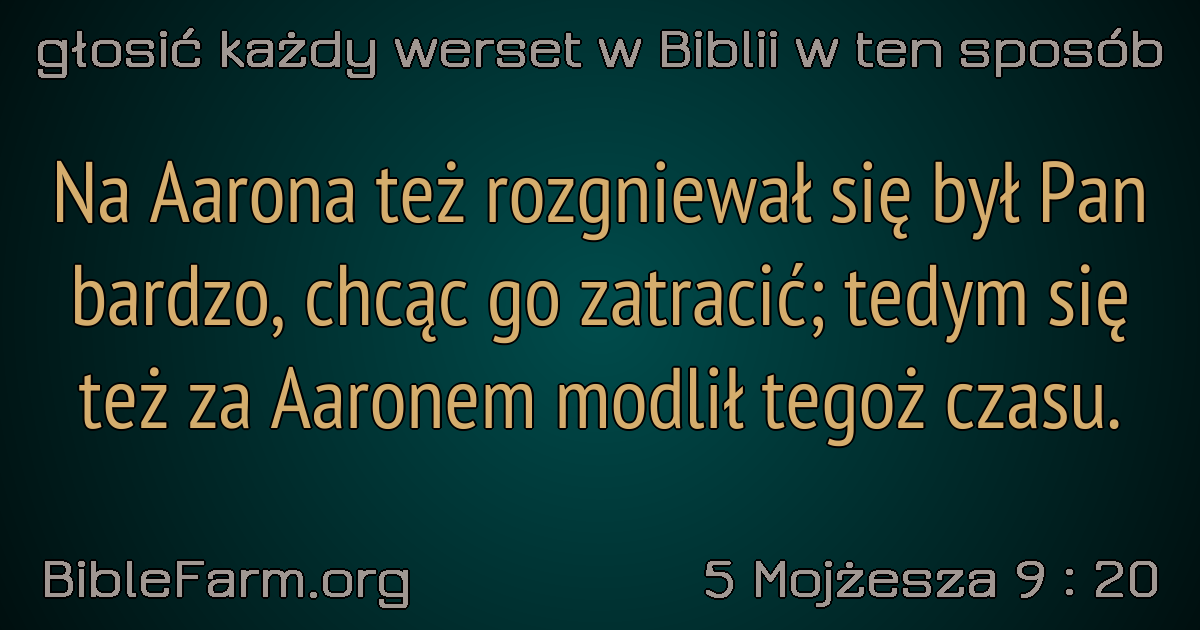 głosić każdy werset w Biblii w ten sposób
Na Aarona też rozgniewał się był Pan
bardzo, chcąc go zatracić; tedym się
też za Aaronem modlił tegoż czasu.
BibleFarm.org
5 Mojżesza 9 : 20